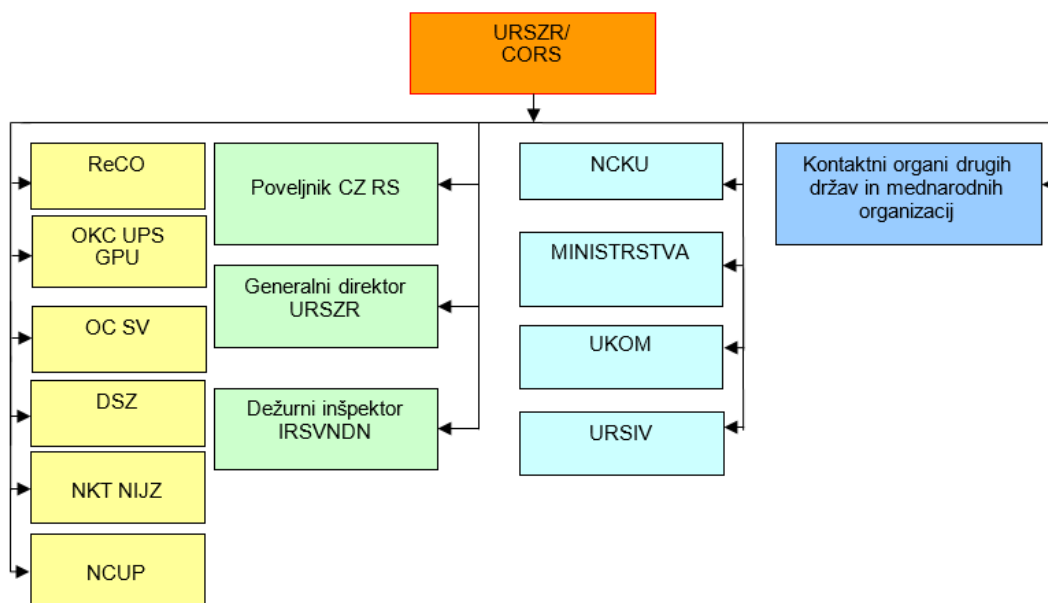 URSZR/
CORS
ReCO
OKC UPS
GPU
OC SV
DSZ
NKT NIJZ
NCUP
Poveljnik CZ RS
Generalni direktor
URSZR
Dežurni inšpektor
IRSVNDN
NCKU
MINISTRSTVA
UKOM
URSIV
Kontaktni organi drugih
držav in mednarodnih
organizacij